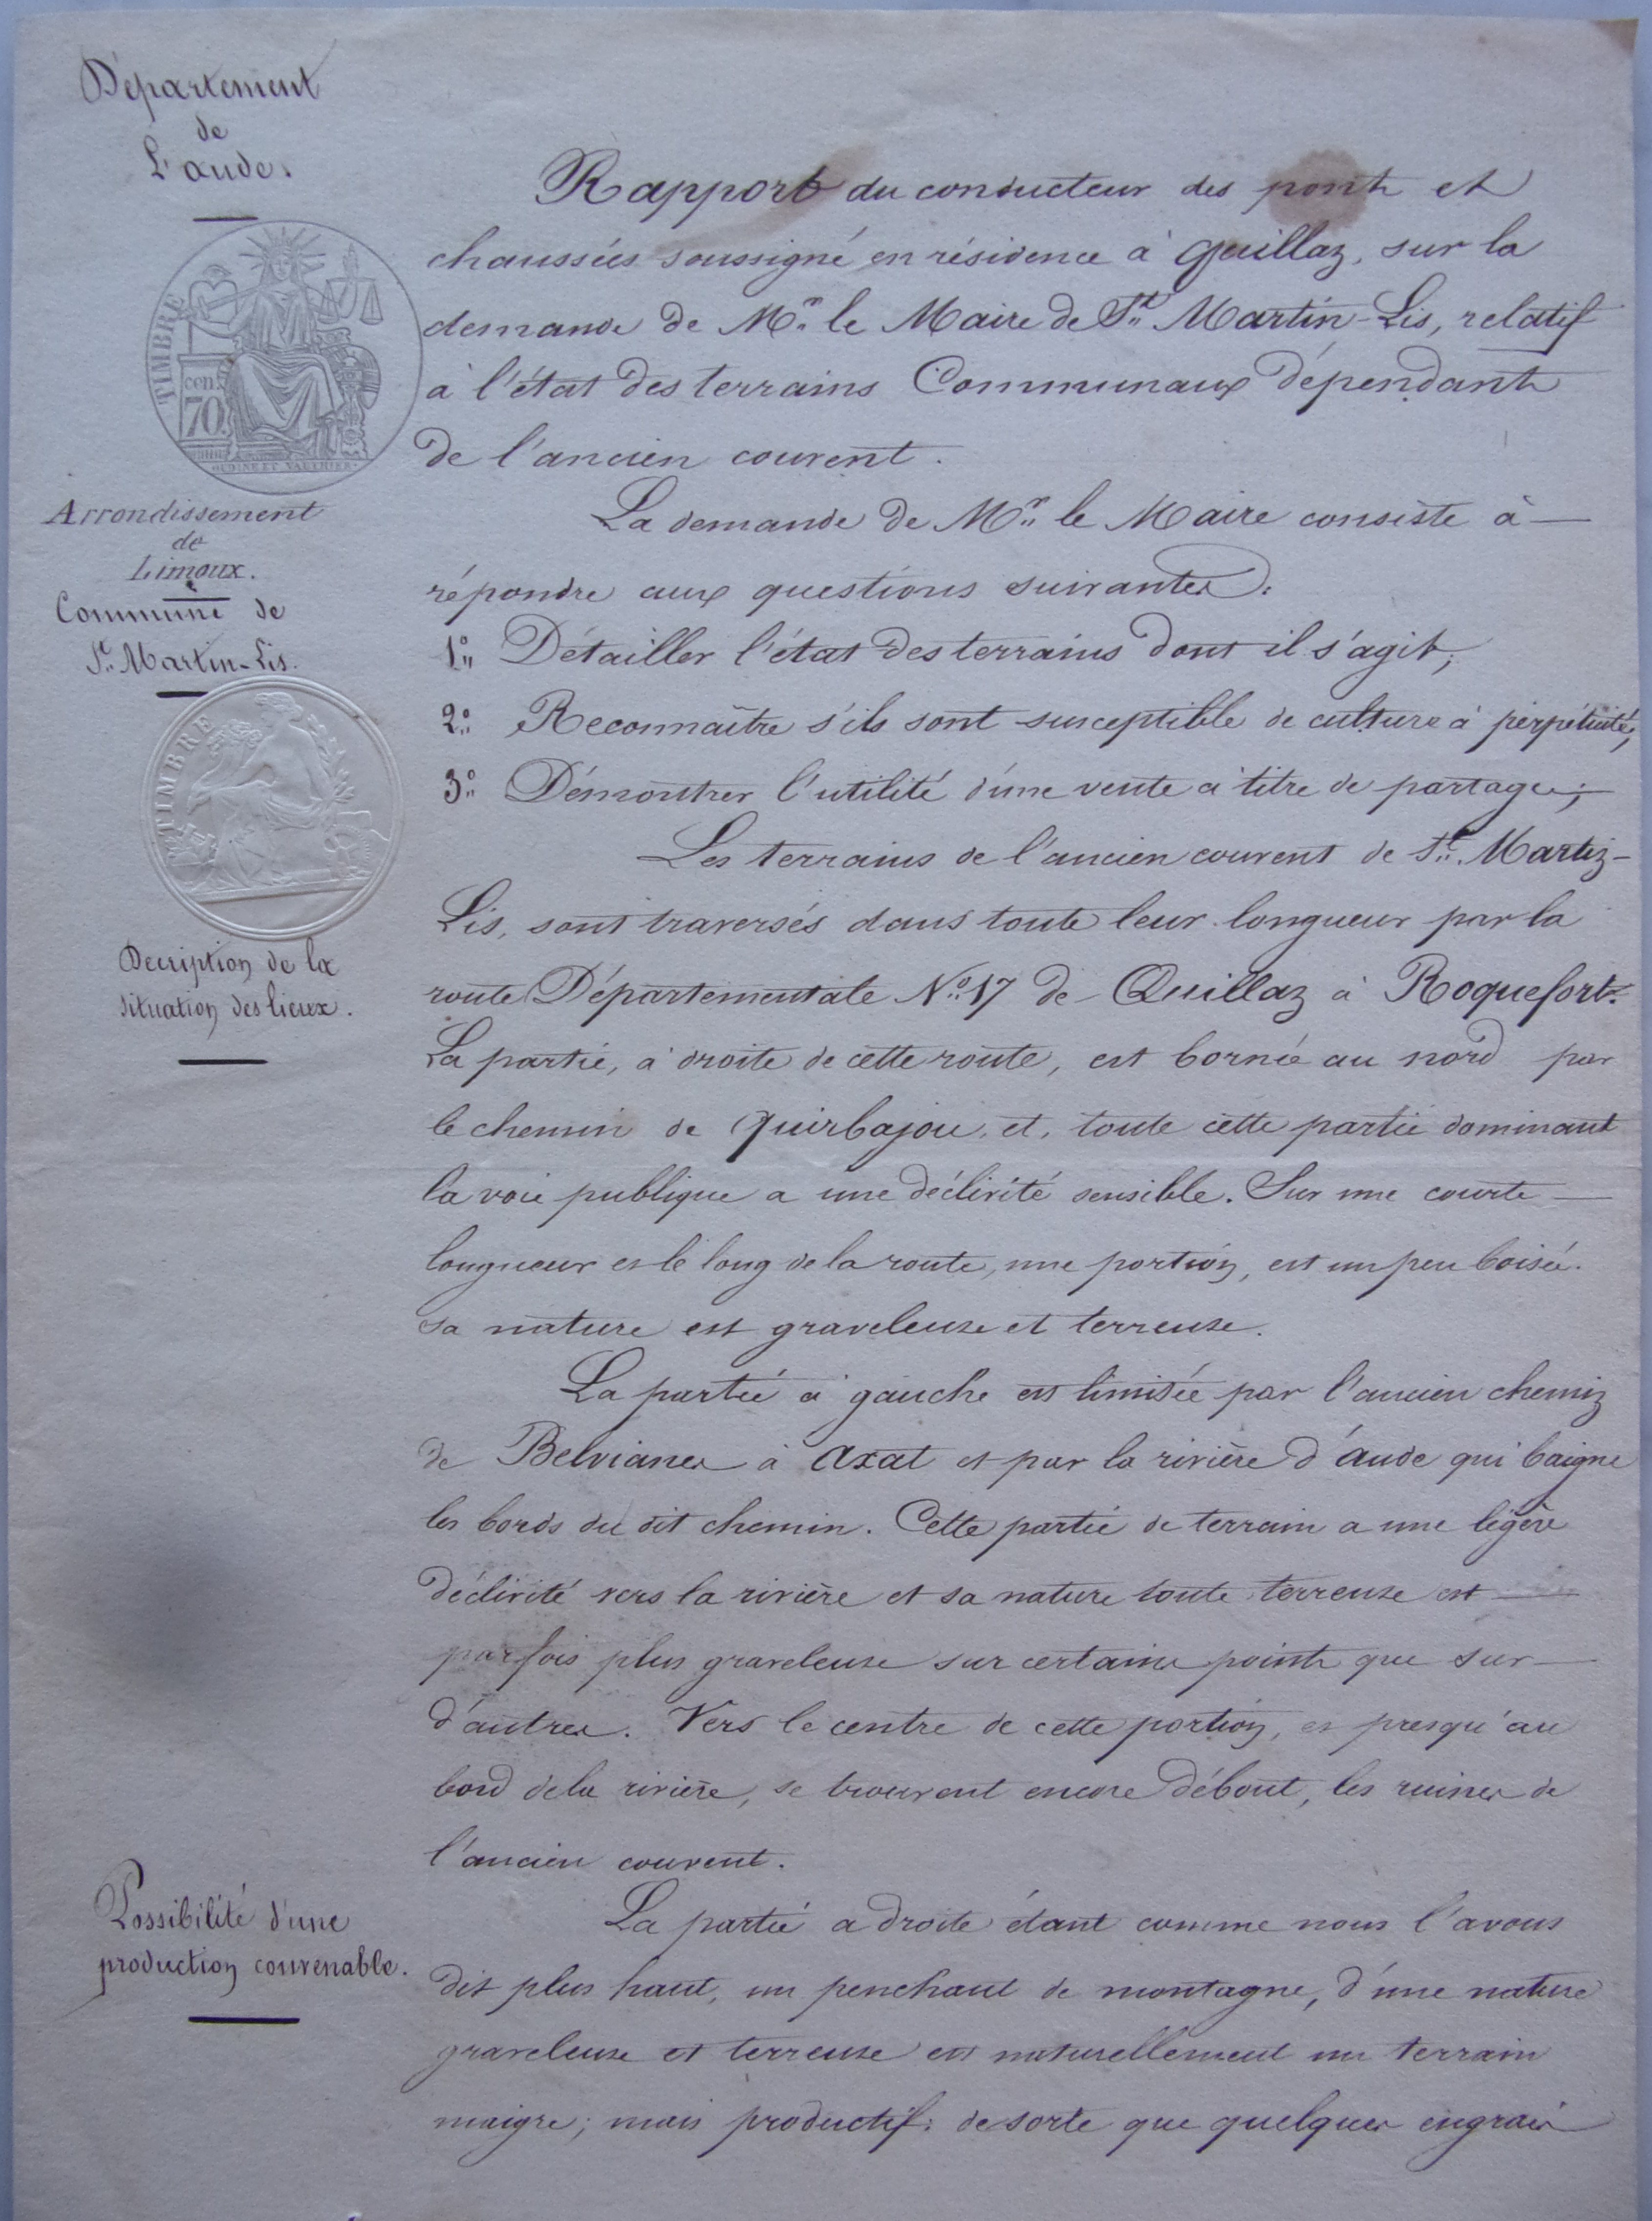 Département
de
L'aude.
TIMBRE
cen.
70.
OUDINÉ ET VAUTHIER
Arrondissement
de
Limoux.
Commune de
St. Martin-Lis.
TIMBRE
Rapport du conducteur des ponts et
chaussées soussigné en résidence à Quillan, sur la
demande de Mr. le Maire de St. Martin-Lis, relatif
à l'état des terrains Communaux dépendants
de l'ancien couvent.
La demande de Mr. le Maire consiste à —
répondre aux questions suivantes:
1o. Détailler l'état des terrains dont il s'agit;
2o. Reconnaître s'ils sont susceptible de culture à perpétuité;
3o. Démontrer l'utilité d'une vente à titre de partage; —
Les terrains de l'ancien couvent de St. Martin-
Lis, sont traversés dans toute leur longueur par la
route Départementale No. 17 de Quillan à Roquefort.
Decription de la
situation des lieux.
La partie, à droite de cette route, est bornée au nord par
le chemin de Quirbajou, et, toute cette partie dominant
la voie publique a une déclivité sensible. Sur une courte —
longueur et le long de la route, une portion, est un peu boisée.
sa nature est graveleuse et terreuse.
La partie à gauche est limitée par l'ancien chemin
de Belvianes à Axat et par la rivière d'aude qui baigne
les bords du dit chemin. Cette partie de terrain a une légère
déclivité vers la rivière et sa nature toute terreuse est —
parfois plus graveleuse sur certains points que sur —
d'autres. Vers le centre de cette portion, et presqu'au
bord de la rivière, se trouvent encore débout, les ruines de
l'ancien couvent.
Possibilité d'une
production convenable.
La partie a droite étant comme nous l'avons
dit plus haut, un penchant de montagne, d'une nature
graveleuse et terreuse est naturellement un terrain
maigre; mais productif: de sorte que quelques engrais